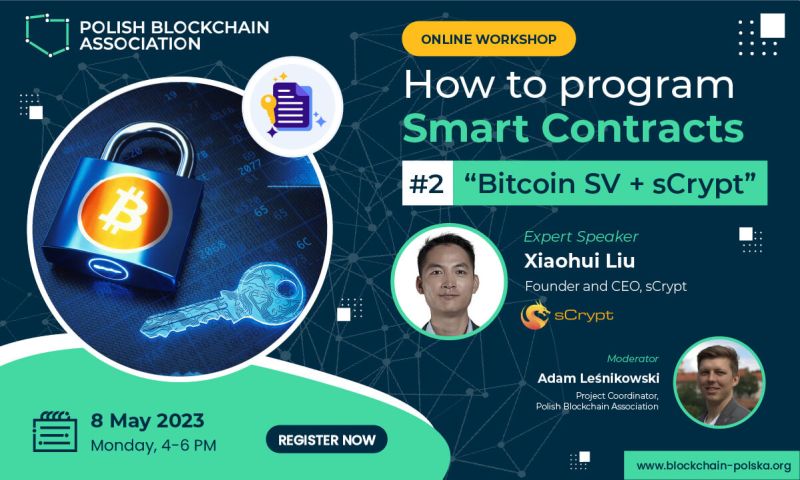 POLISH BLOCKCHAIN
ASSOCIATION
ONLINE WORKSHOP
How to program
Smart Contracts
#2 “Bitcoin SV + sCrypt”
Expert Speaker
Xiaohui Liu
Founder and CEO, sCrypt
sCrypt
Moderator
Adam Leśnikowski
Project Coordinator,
Polish Blockchain Association
8 May 2023
Monday, 4-6 PM
REGISTER NOW
www.blockchain-polska.org